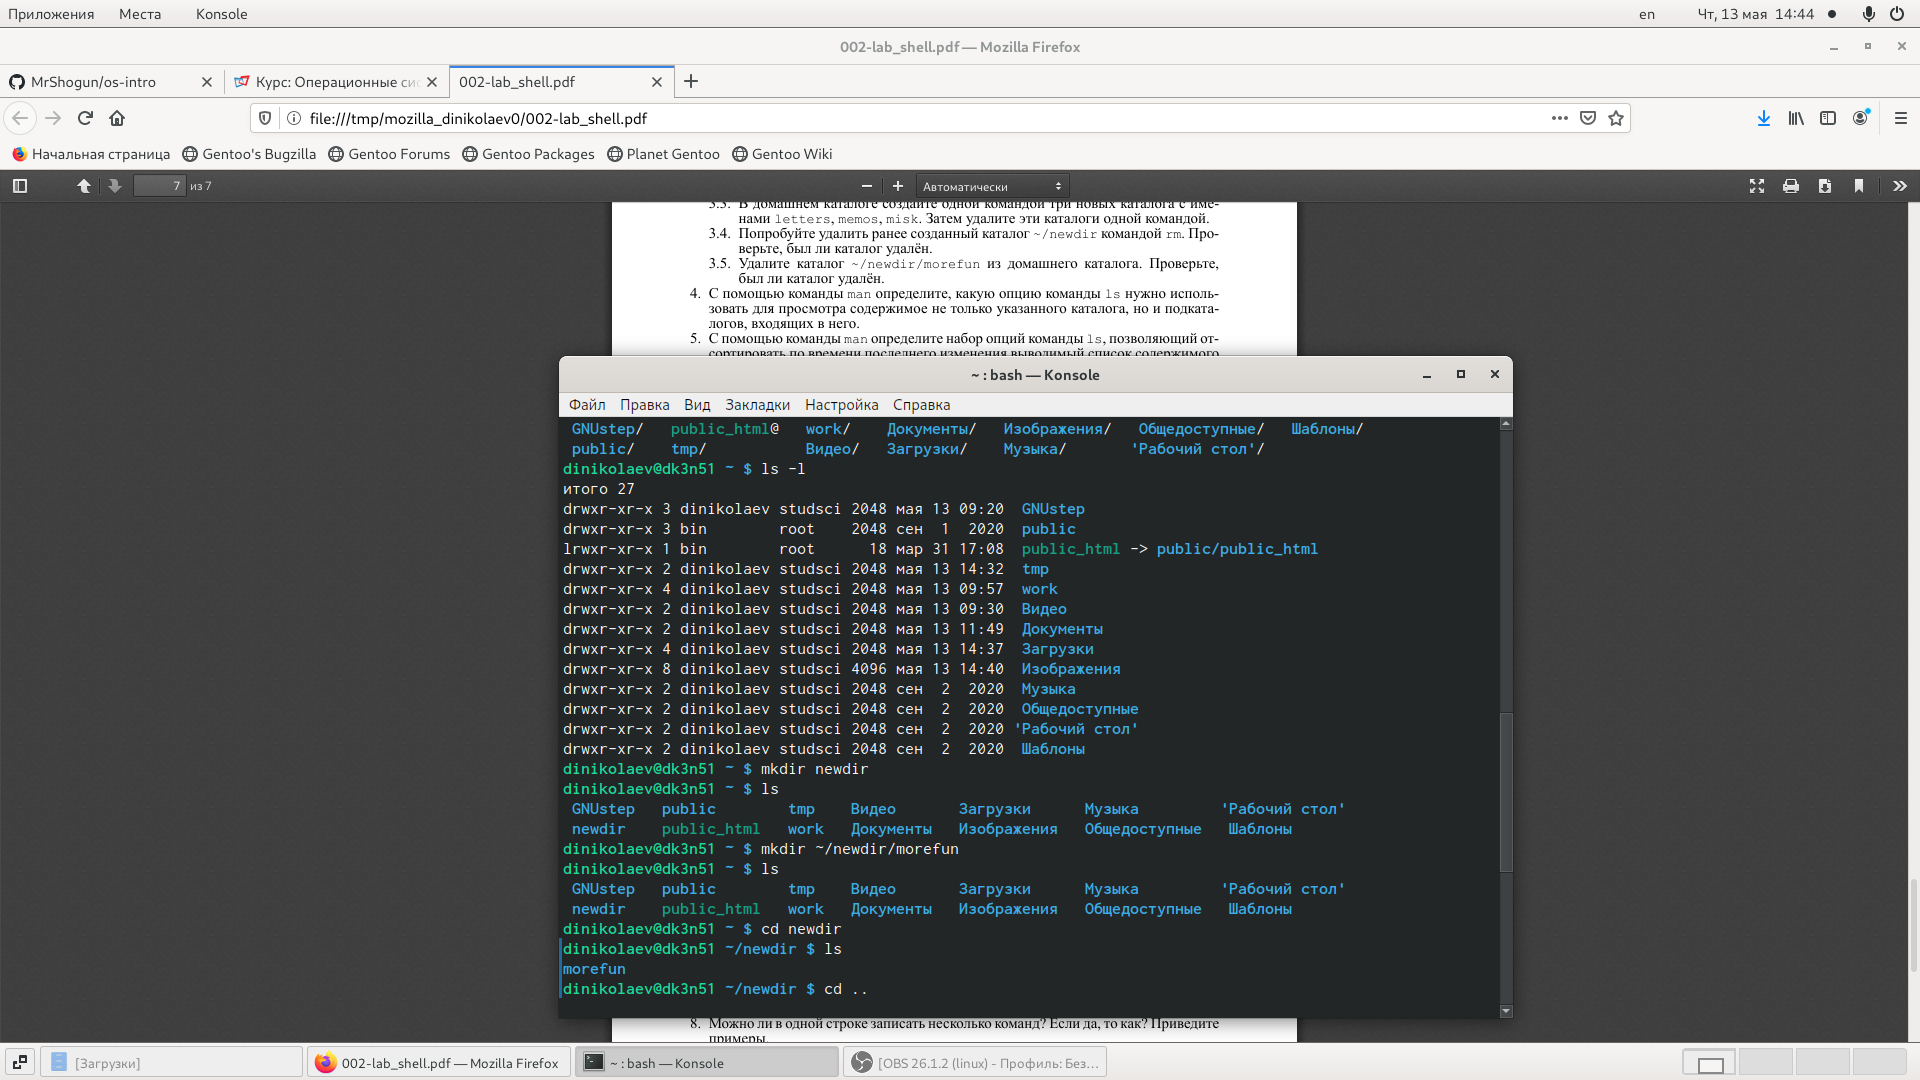 Приложения Места Konsole en Чт, 13 мая 14:44
002-lab_shell.pdf — Mozilla Firefox
MrShogun/os-intro Курс: Операционные си 002-lab_shell.pdf
file:///tmp/mozilla_dinikolaev0/002-lab_shell.pdf
Начальная страница Gentoo's Bugzilla Gentoo Forums Gentoo Packages Planet Gentoo Gentoo Wiki
7 из 7 Автоматически
3.3. В домашнем каталоге создайте одной командой три новых каталога с име-
нами letters, memos, misk. Затем удалите эти каталоги одной командой.
3.4. Попробуйте удалить ранее созданный каталог ~/newdir командой rm. Про-
верьте, был ли каталог удалён.
3.5. Удалите каталог ~/newdir/morefun из домашнего каталога. Проверьте,
был ли каталог удалён.
4. С помощью команды man определите, какую опцию команды ls нужно исполь-
зовать для просмотра содержимое не только указанного каталога, но и подката-
логов, входящих в него.
5. С помощью команды man определите набор опций команды ls, позволяющий от-
сортировать по времени последнего изменения выводимый список содержимого
~ : bash — Konsole
Файл Правка Вид Закладки Настройка Справка
GNUstep/ public_html@ work/ Документы/ Изображения/ Общедоступные/ Шаблоны/
public/ tmp/ Видео/ Загрузки/ Музыка/ 'Рабочий стол'/
dinikolaev@dk3n51 ~ $ ls -l
итого 27
drwxr-xr-x 3 dinikolaev studsci 2048 мая 13 09:20 GNUstep
drwxr-xr-x 3 bin root 2048 сен 1 2020 public
lrwxr-xr-x 1 bin root 18 мар 31 17:08 public_html -> public/public_html
drwxr-xr-x 2 dinikolaev studsci 2048 мая 13 14:32 tmp
drwxr-xr-x 4 dinikolaev studsci 2048 мая 13 09:57 work
drwxr-xr-x 2 dinikolaev studsci 2048 мая 13 09:30 Видео
drwxr-xr-x 2 dinikolaev studsci 2048 мая 13 11:49 Документы
drwxr-xr-x 4 dinikolaev studsci 2048 мая 13 14:37 Загрузки
drwxr-xr-x 8 dinikolaev studsci 4096 мая 13 14:40 Изображения
drwxr-xr-x 2 dinikolaev studsci 2048 сен 2 2020 Музыка
drwxr-xr-x 2 dinikolaev studsci 2048 сен 2 2020 Общедоступные
drwxr-xr-x 2 dinikolaev studsci 2048 сен 2 2020 'Рабочий стол'
drwxr-xr-x 2 dinikolaev studsci 2048 сен 2 2020 Шаблоны
dinikolaev@dk3n51 ~ $ mkdir newdir
dinikolaev@dk3n51 ~ $ ls
GNUstep public tmp Видео Загрузки Музыка 'Рабочий стол'
newdir public_html work Документы Изображения Общедоступные Шаблоны
dinikolaev@dk3n51 ~ $ mkdir ~/newdir/morefun
dinikolaev@dk3n51 ~ $ ls
GNUstep public tmp Видео Загрузки Музыка 'Рабочий стол'
newdir public_html work Документы Изображения Общедоступные Шаблоны
dinikolaev@dk3n51 ~ $ cd newdir
dinikolaev@dk3n51 ~/newdir $ ls
morefun
dinikolaev@dk3n51 ~/newdir $ cd ..
8. Можно ли в одной строке записать несколько команд? Если да, то как? Приведите
примеры.
[Загрузки] 002-lab_shell.pdf — Mozilla Firefox ~ : bash — Konsole [OBS 26.1.2 (linux) - Профиль: Без...